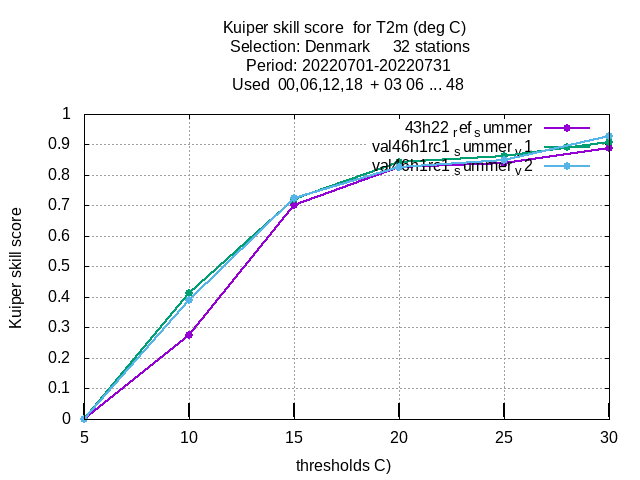 Kuiper skill score  for T2m (deg C)
Selection: Denmark     32 stations
Period: 20220701-20220731
Used  00,06,12,18  + 03 06 ... 48
1
0.9
0.8
0.7
0.6
0.5
0.4
0.3
0.2
0.1
0
Kuiper skill score
43h22 ref summer
val46h1rc1 summer v1
val46h1rc1 summer v2
5
10
15
20
25
30
thresholds C)